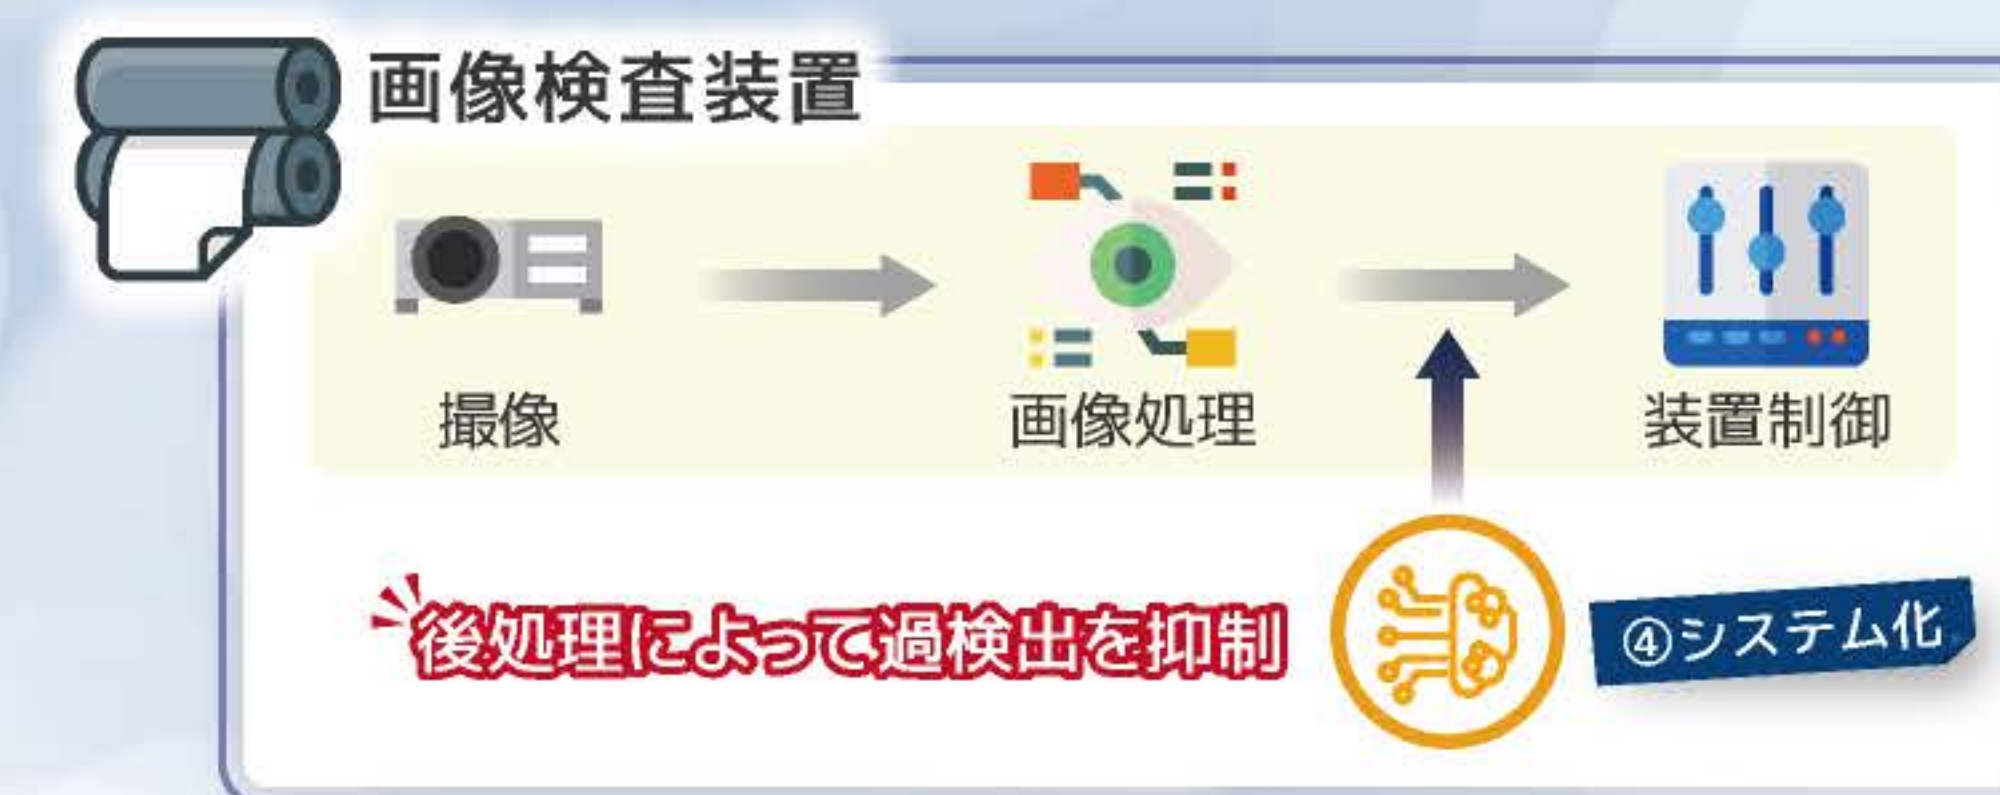 画像検査装置
撮像
画像処理
装置制御
後処理によって過検出を抑制
④システム化